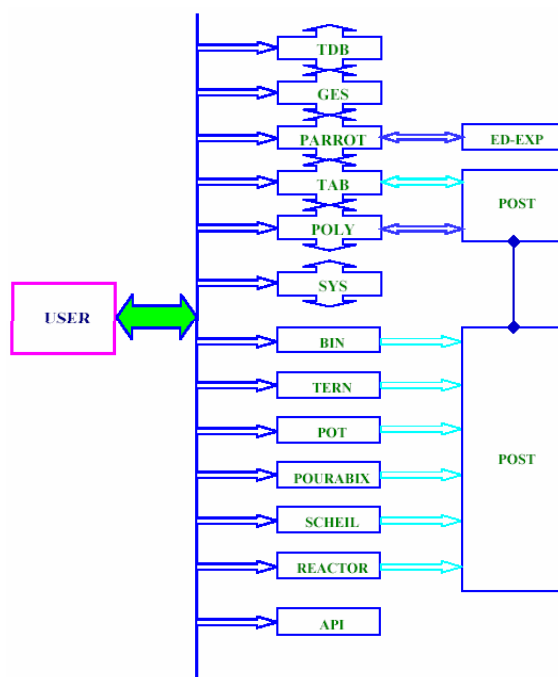 TDB
GES
PARROT
ED-EXP
TAB
POST
POLY
SYS
USER
BIN
TERN
POT
POST
POURABIX
SCHEIL
REACTOR
API